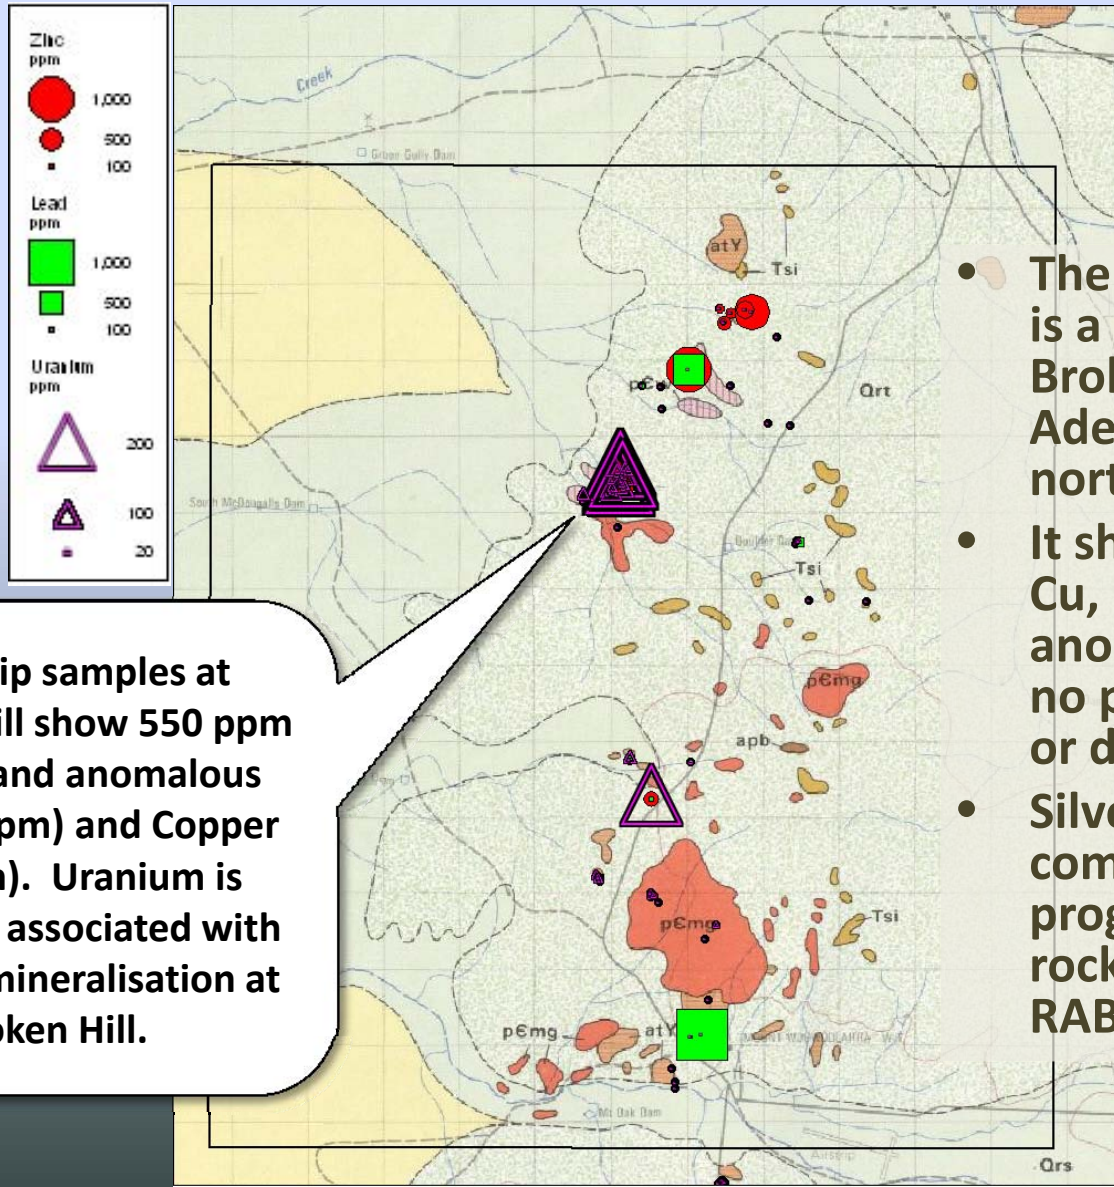 Zinc
ppm
1,000
500
100
Lead
ppm
1,000
500
100
Uranium
ppm
200
100
20
Creek
Green Gully Dam
atY
Tsi
Qrt
South McDougalls Dam
Boulder
Tsi
pЄmg
apb
pЄmg
Tsi
pЄmg
atY
Mt Oak Dam
Airstrip
Qrs
ip samples at
ill show 550 ppm
and anomalous
pm) and Copper
). Uranium is
associated with
mineralisation at
oken Hill.
• The
is a
Brol
Ade
nort
• It sh
Cu,
ano
no p
or d
• Silve
com
prog
rock
RAB